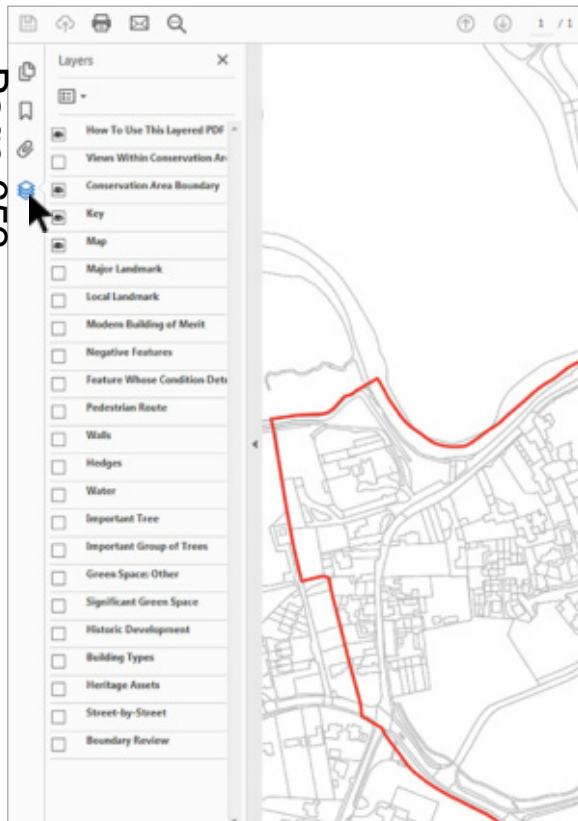 1 / 1
Layers
How To Use This Layered PDF
Views Within Conservation Are
Conservation Area Boundary
Key
Map
Major Landmark
Local Landmark
Modern Building of Merit
Negative Features
Feature Whose Condition Detr
Pedestrian Route
Walls
Hedges
Water
Important Tree
Important Group of Trees
Green Space: Other
Significant Green Space
Historic Development
Building Types
Heritage Assets
Street-by-Street
Boundary Review